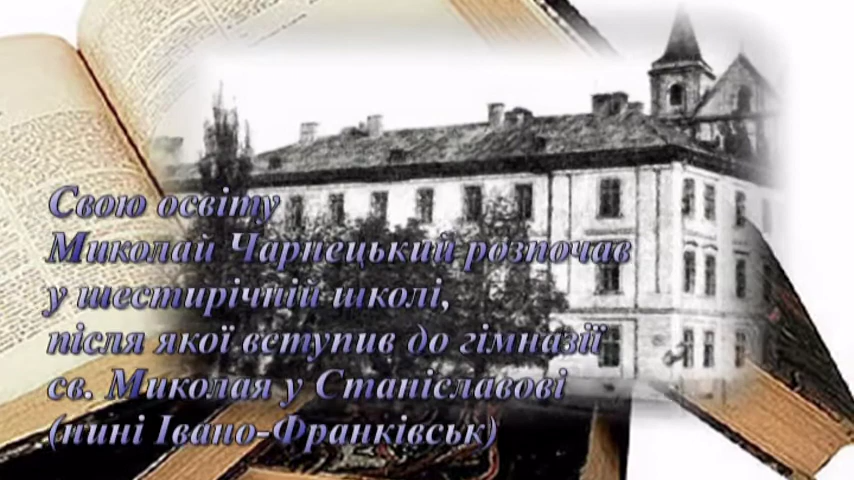 Свою освіту
Миколай Чарнецький розпочав
у шестирічній школі,
після якої вступив до гімназії
св. Миколая у Станіславові
(нині Івано-Франківськ)